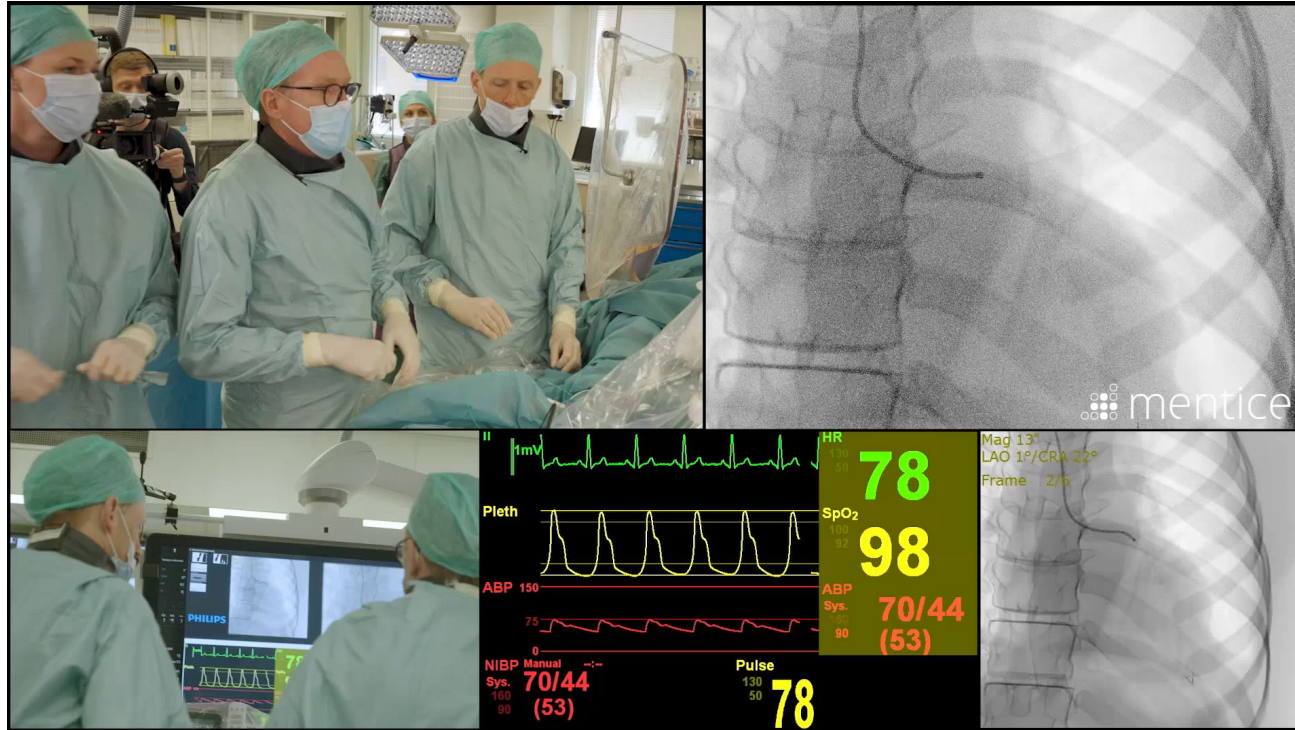 mentice
II
1mV
HR
130
50
78
Pleth
SpO₂
100
92
98
ABP 150
75
0
ABP
Sys.
160
90
70/44
(53)
NIBP Manual --:--
Sys.
160
90
70/44
(53)
Pulse
130
50
78
Mag 13"
LAO 1°/CRA 22°
Frame 2/5
PHILIPS